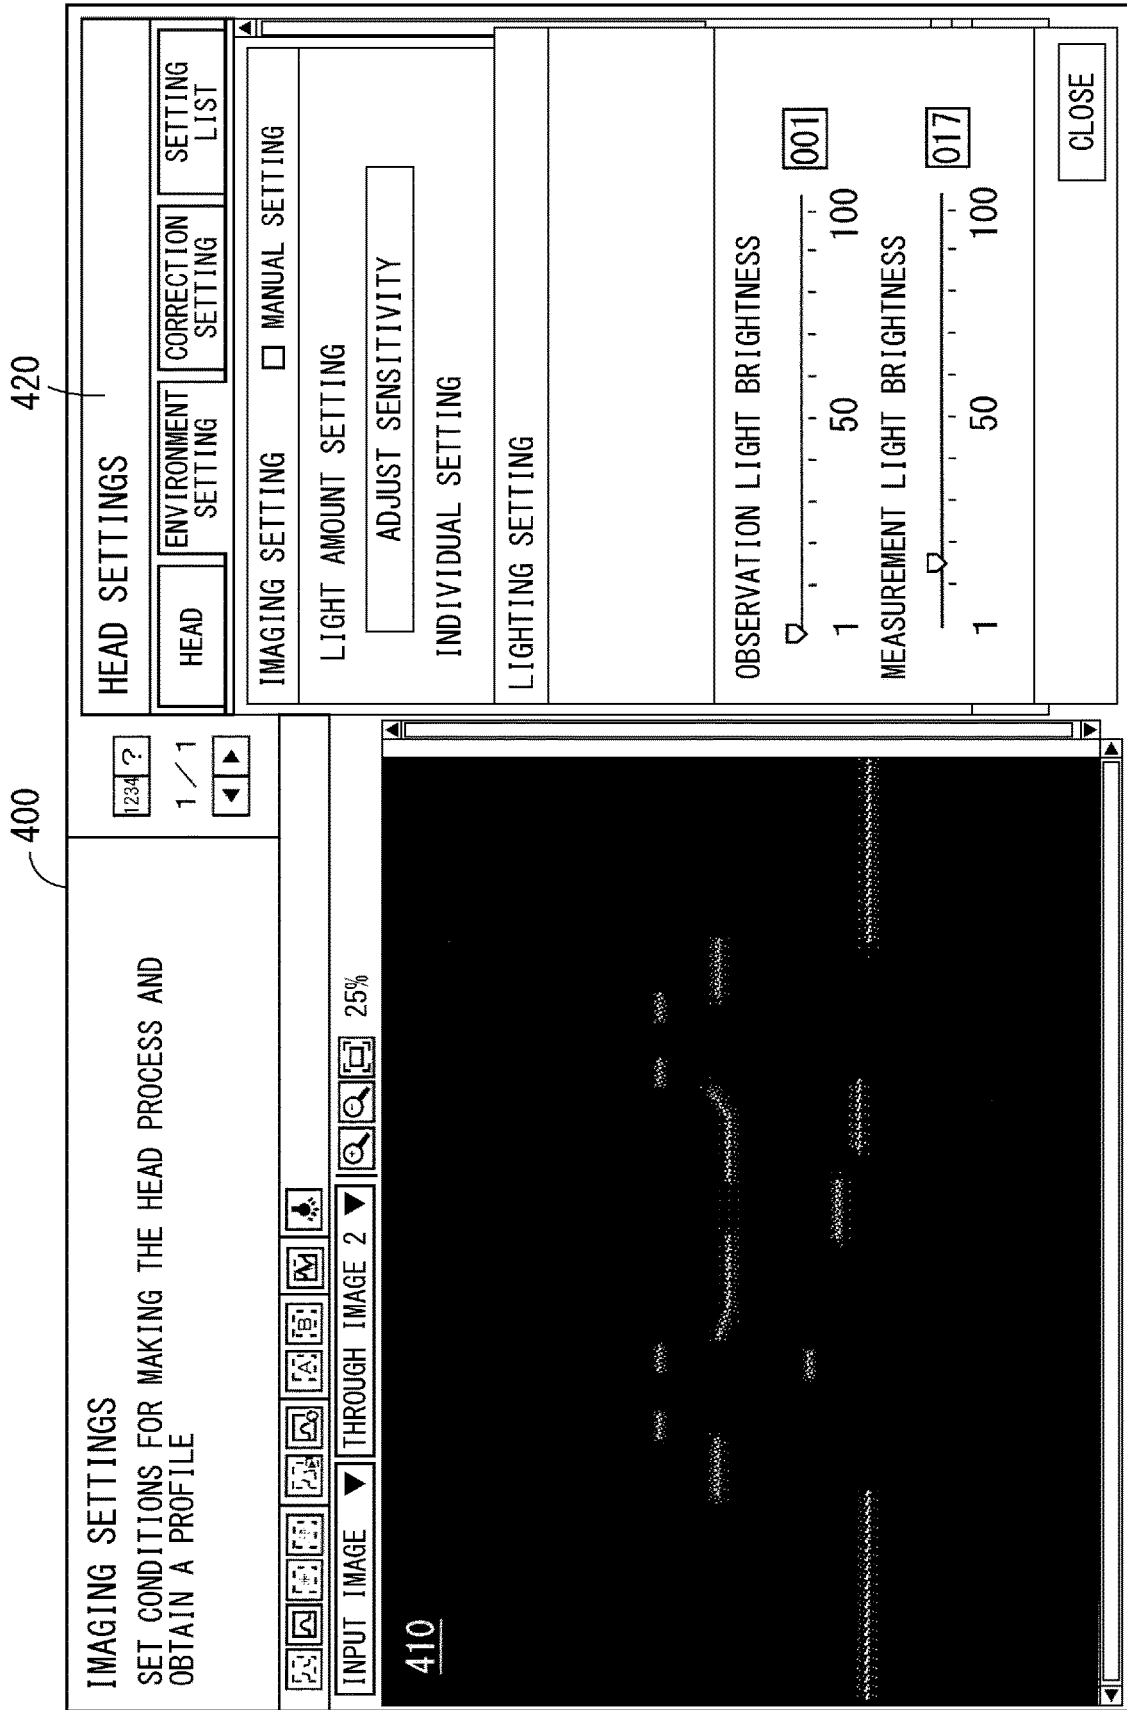 400
420
IMAGING SETTINGS
SET CONDITIONS FOR MAKING THE HEAD PROCESS AND
OBTAIN A PROFILE
1234 ?
1/1
A
B
INPUT IMAGE
THROUGH IMAGE 2
25%
410
HEAD SETTINGS
HEAD
ENVIRONMENT
SETTING
CORRECTION
SETTING
SETTING
LIST
IMAGING SETTING
MANUAL SETTING
LIGHT AMOUNT SETTING
ADJUST SENSITIVITY
INDIVIDUAL SETTING
LIGHTING SETTING
OBSERVATION LIGHT BRIGHTNESS
001
1 50 100
MEASUREMENT LIGHT BRIGHTNESS
017
1 50 100
CLOSE